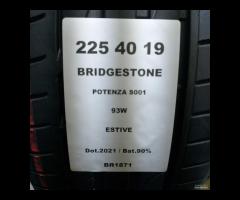 225 40 19
BRIDGESTONE
POTENZA S001
93W
ESTIVE
Dot.2021 / Bat.90%
BR1871